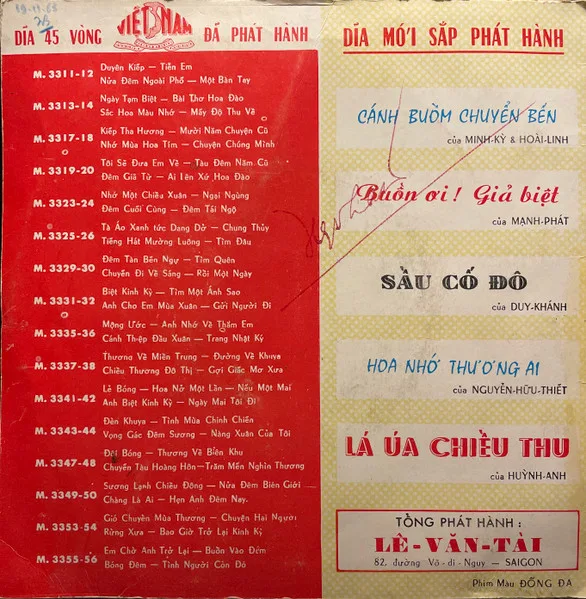 19-11-68
DĨA 45 VÒNG VIỆT NAM ĐÃ PHÁT HÀNH
M. 3311-12 Duyên Kiếp — Tiễn Em
Nửa Đêm Ngoài Phố — Một Bàn Tay
M. 3313-14 Ngày Tạm Biệt — Bài Thơ Hoa Đào
Sắc Hoa Màu Nhớ — Mấy Độ Thu Về
M. 3317-18 Kiếp Tha Hương — Mười Năm Chuyện Cũ
Nhớ Mùa Hoa Tím — Chuyện Chúng Mình
M. 3319-20 Tôi Sẽ Đưa Em Về — Tàu Đêm Năm Cũ
Đêm Giã Từ — Ai Lên Xứ Hoa Đào
M. 3323-24 Nhớ Một Chiều Xuân — Ngại Ngùng
Đêm Cuối Cùng — Đêm Tái Ngộ
M. 3325-26 Tà Áo Xanh tức Dang Dở — Chung Thủy
Tiếng Hát Mường Luông — Tìm Đâu
M. 3329-30 Đêm Tàn Bến Ngự — Tìm Quên
Chuyến Đi Về Sáng — Rồi Một Ngày
M. 3331-32 Biệt Kinh Kỳ — Tìm Một Ánh Sao
Anh Cho Em Mùa Xuân — Gửi Người Đi
M. 3335-36 Mộng Ước — Anh Nhớ Về Thăm Em
Cánh Thiệp Đầu Xuân — Trang Nhật Ký
M. 3337-38 Thương Về Miền Trung — Đường Về Khuya
Chiều Thương Đô Thị — Gợi Giấc Mơ Xưa
M. 3341-42 Lẻ Bóng — Hoa Nở Một Lần — Nếu Một Mai
Anh Biệt Kinh Kỳ — Ngày Mai Tôi Đi
M. 3343-44 Đèn Khuya — Tình Mùa Chinh Chiến
Vọng Gác Đêm Sương — Nàng Xuân Của Tôi
M. 3347-48 Đôi Bóng — Thương Về Biên Khu
Chuyến Tàu Hoàng Hôn — Trăm Mến Nghìn Thương
M. 3349-50 Sương Lạnh Chiều Đông — Nửa Đêm Biên Giới
Chàng Là Ai — Hẹn Anh Đêm Nay.
M. 3353-54 Gió Chuyển Mùa Thương — Chuyện Hai Người
Rừng Xưa — Bao Giờ Trở Lại Kinh Kỳ
M. 3355-56 Em Chờ Anh Trở Lại — Buồn Vào Đêm
Bóng Đêm — Tình Người Côn Đó
DĨA MỚI SẮP PHÁT HÀNH
CÁNH BUỒM CHUYỂN BẾN
của MINH-KỲ & HOÀI-LINH
Buồn ơi! Giã biệt
của MẠNH-PHÁT
SẦU CỐ ĐÔ
của DUY-KHÁNH
HOA NHỚ THƯƠNG AI
của NGUYỄN-HỮU-THIẾT
LÁ ÚA CHIỀU THU
của HUỲNH-ANH
TỔNG PHÁT HÀNH :
LÊ-VĂN-TÀI
82. đường Võ-di-Nguy — SAIGON
Phim Màu ĐỐNG ĐA